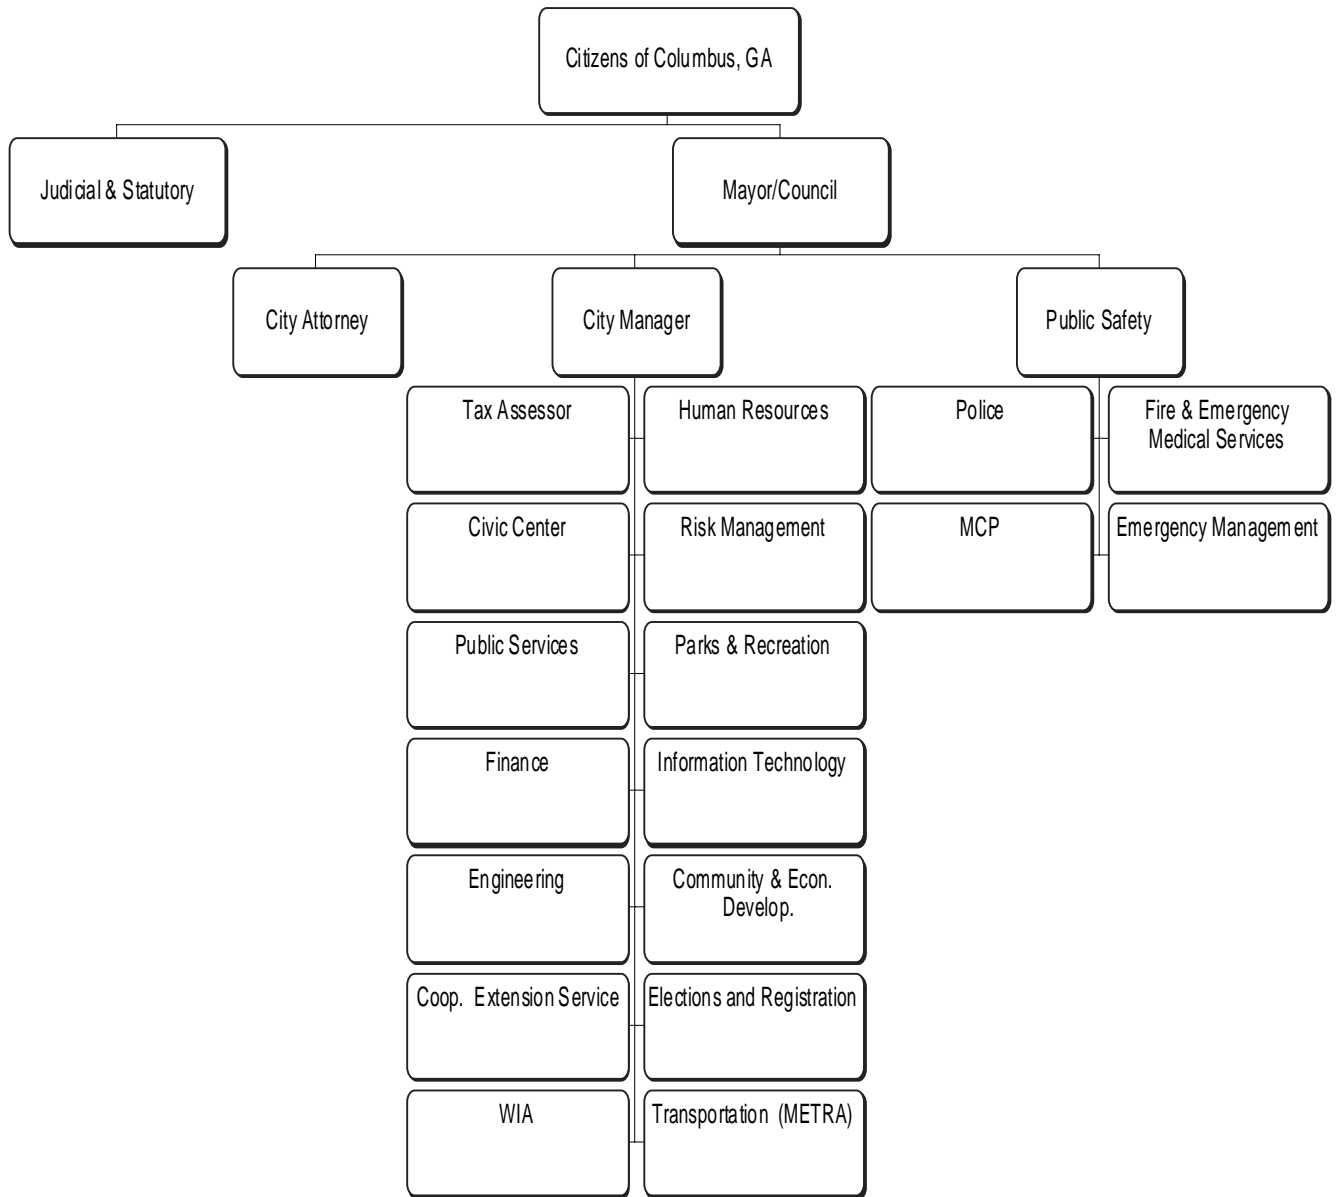 Citizens of Columbus, GA
Judicial & Statutory
Mayor/Council
City Attorney
City Manager
Public Safety
Tax Assessor
Human Resources
Police
Fire & Emergency
Medical Services
Civic Center
Risk Management
MCP
Emergency Management
Public Services
Parks & Recreation
Finance
Information Technology
Engineering
Community & Econ.
Develop.
Coop. Extension Service
Elections and Registration
WIA
Transportation (METRA)